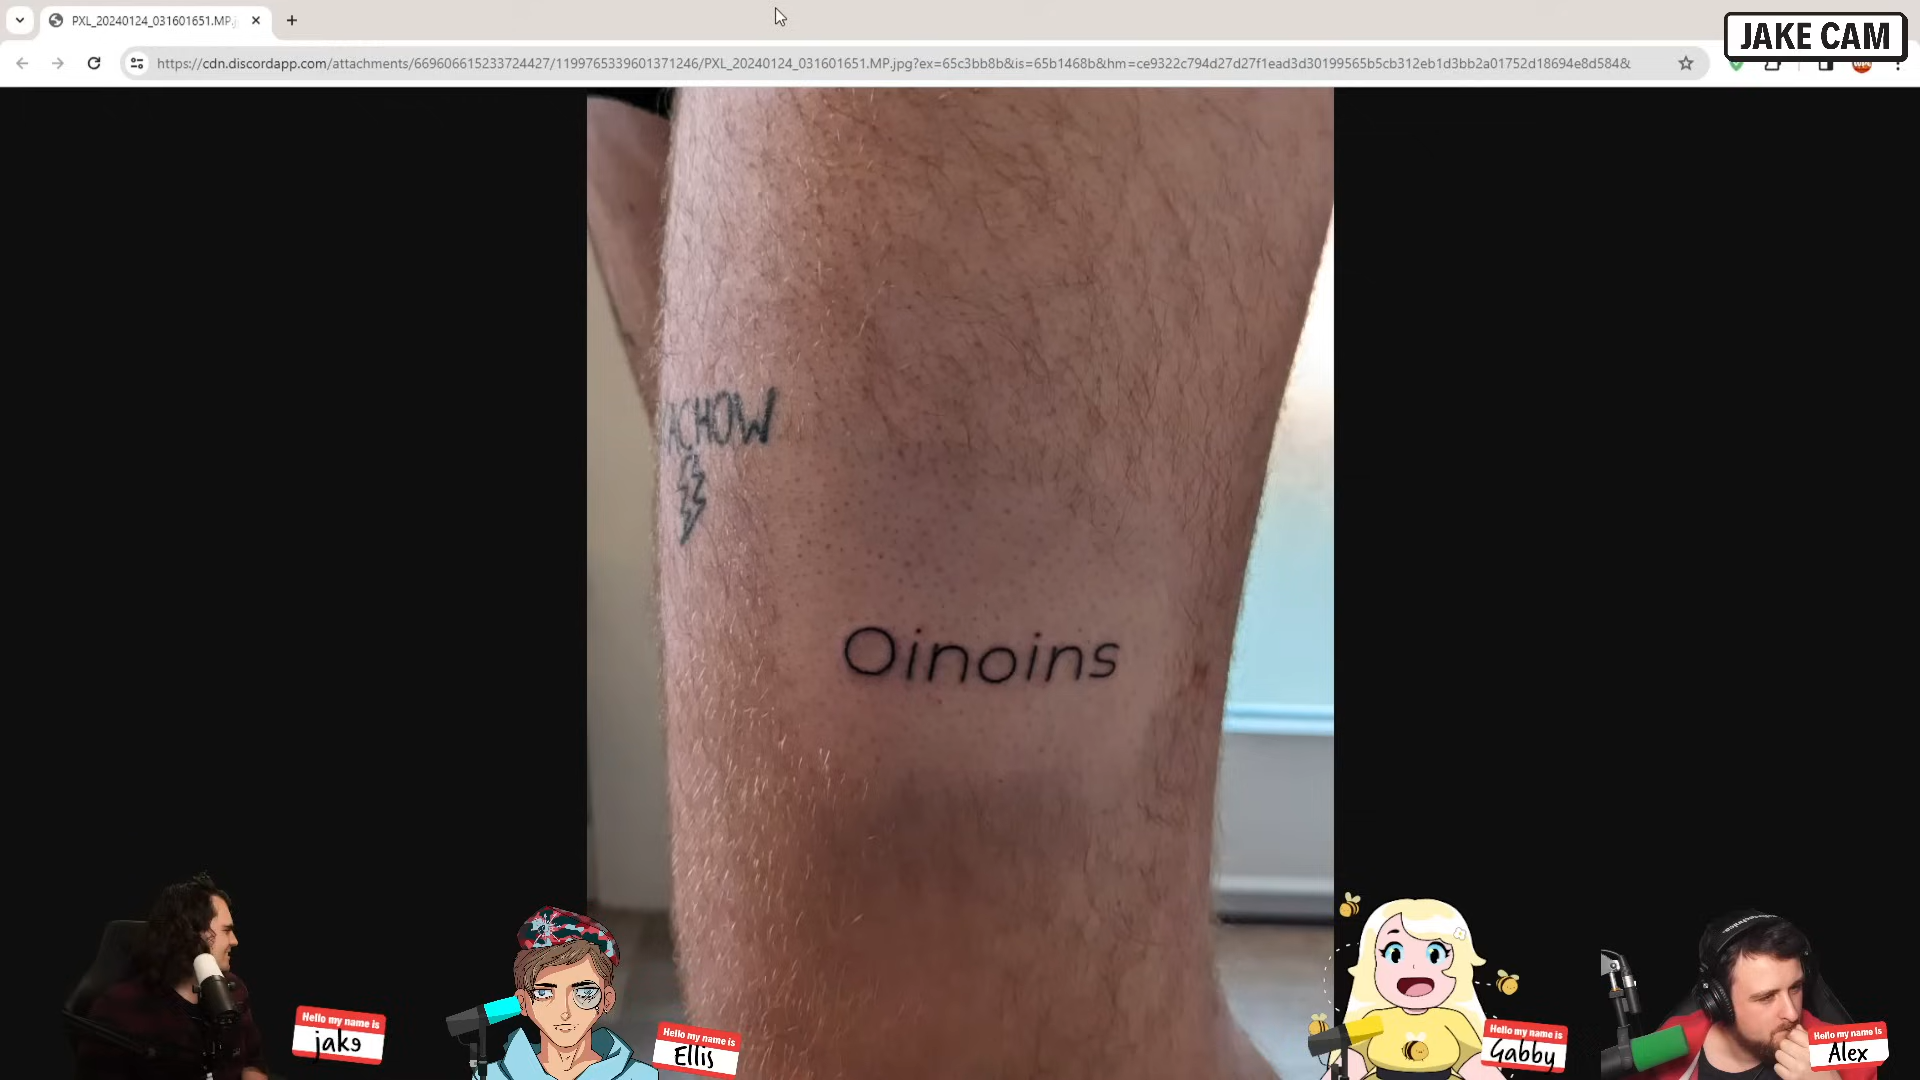 PXL_20240124_031601651.MP.j
JAKE CAM
https://cdn.discordapp.com/attachments/669606615233724427/1199765339601371246/PXL_20240124_031601651.MP.jpg?ex=65c3bb8b&is=65b1468b&hm=ce9322c794d27d27f1ead3d30199565b5cb312eb1d3bb2a01752d18694e8d584&
ACHOW
Oinoins
Hello my name is
jake
Hello my name is
Ellis
Hello my name is
Gabby
Hello my name is
Alex